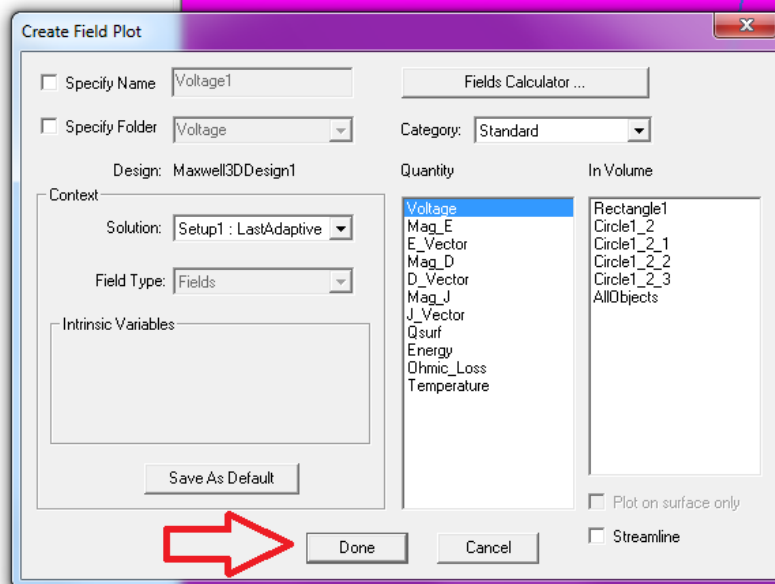 Create Field Plot
X
Specify Name
Voltage1
Fields Calculator ...
Specify Folder
Voltage
Category:
Standard
Design:
Maxwell3DDesign1
Quantity
In Volume
Context
Solution:
Setup1 : LastAdaptive
Field Type:
Fields
Intrinsic Variables
Save As Default
Voltage
Mag_E
E_Vector
Mag_D
D_Vector
Mag_J
J_Vector
Qsurf
Energy
Ohmic_Loss
Temperature
Rectangle1
Circle1_2
Circle1_2_1
Circle1_2_2
Circle1_2_3
AllObjects
Plot on surface only
Streamline
Done
Cancel